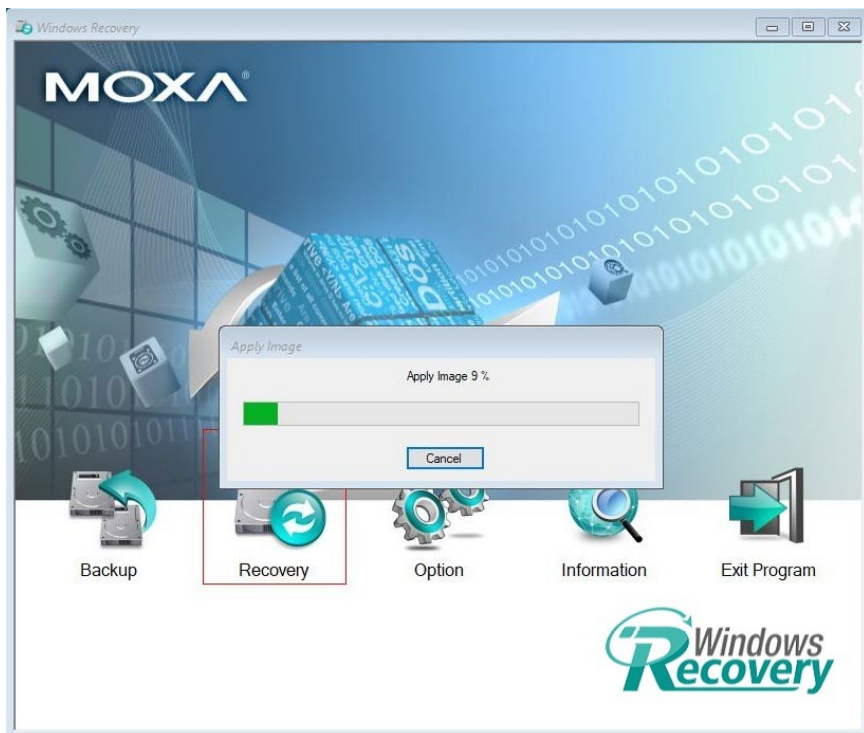 Windows Recovery
MOXA®
Apply Image
Apply Image 9 %
Cancel
Backup
Recovery
Option
Information
Exit Program
Windows
Recovery